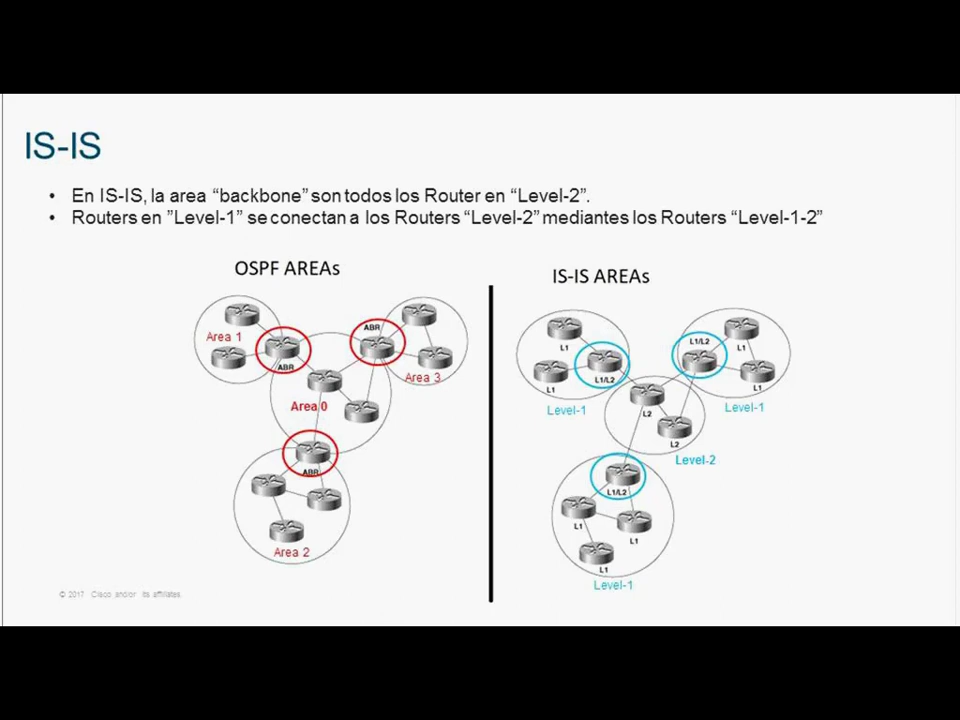 IS-IS
• En IS-IS, la area “backbone” son todos los Router en “Level-2”.
• Routers en ”Level-1” se conectan a los Routers “Level-2” mediantes los Routers “Level-1-2”
OSPF AREAs
Area 1
ABR
ABR
Area 3
Area 0
ABR
Area 2
IS-IS AREAs
L1
L1
L1/L2
Level-1
L1/L2
L1
L1
Level-1
L2
L2
Level-2
L1/L2
L1
L1
L1
Level-1
© 2017 Cisco and/or its affiliates